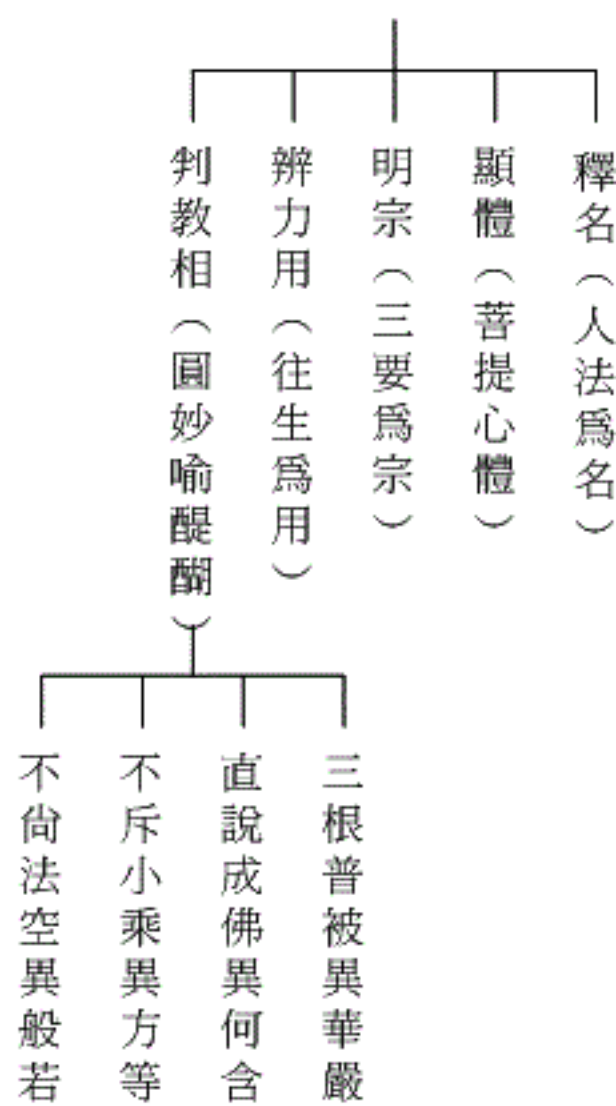 釋名（人法爲名）
顯體（菩提心體）
明宗（三要爲宗）
辨力用（往生爲用）
判教相（圓妙喻醍醐）
三根普被異華嚴
直說成佛異何含
不斥小乘異方等
不尙法空異般若